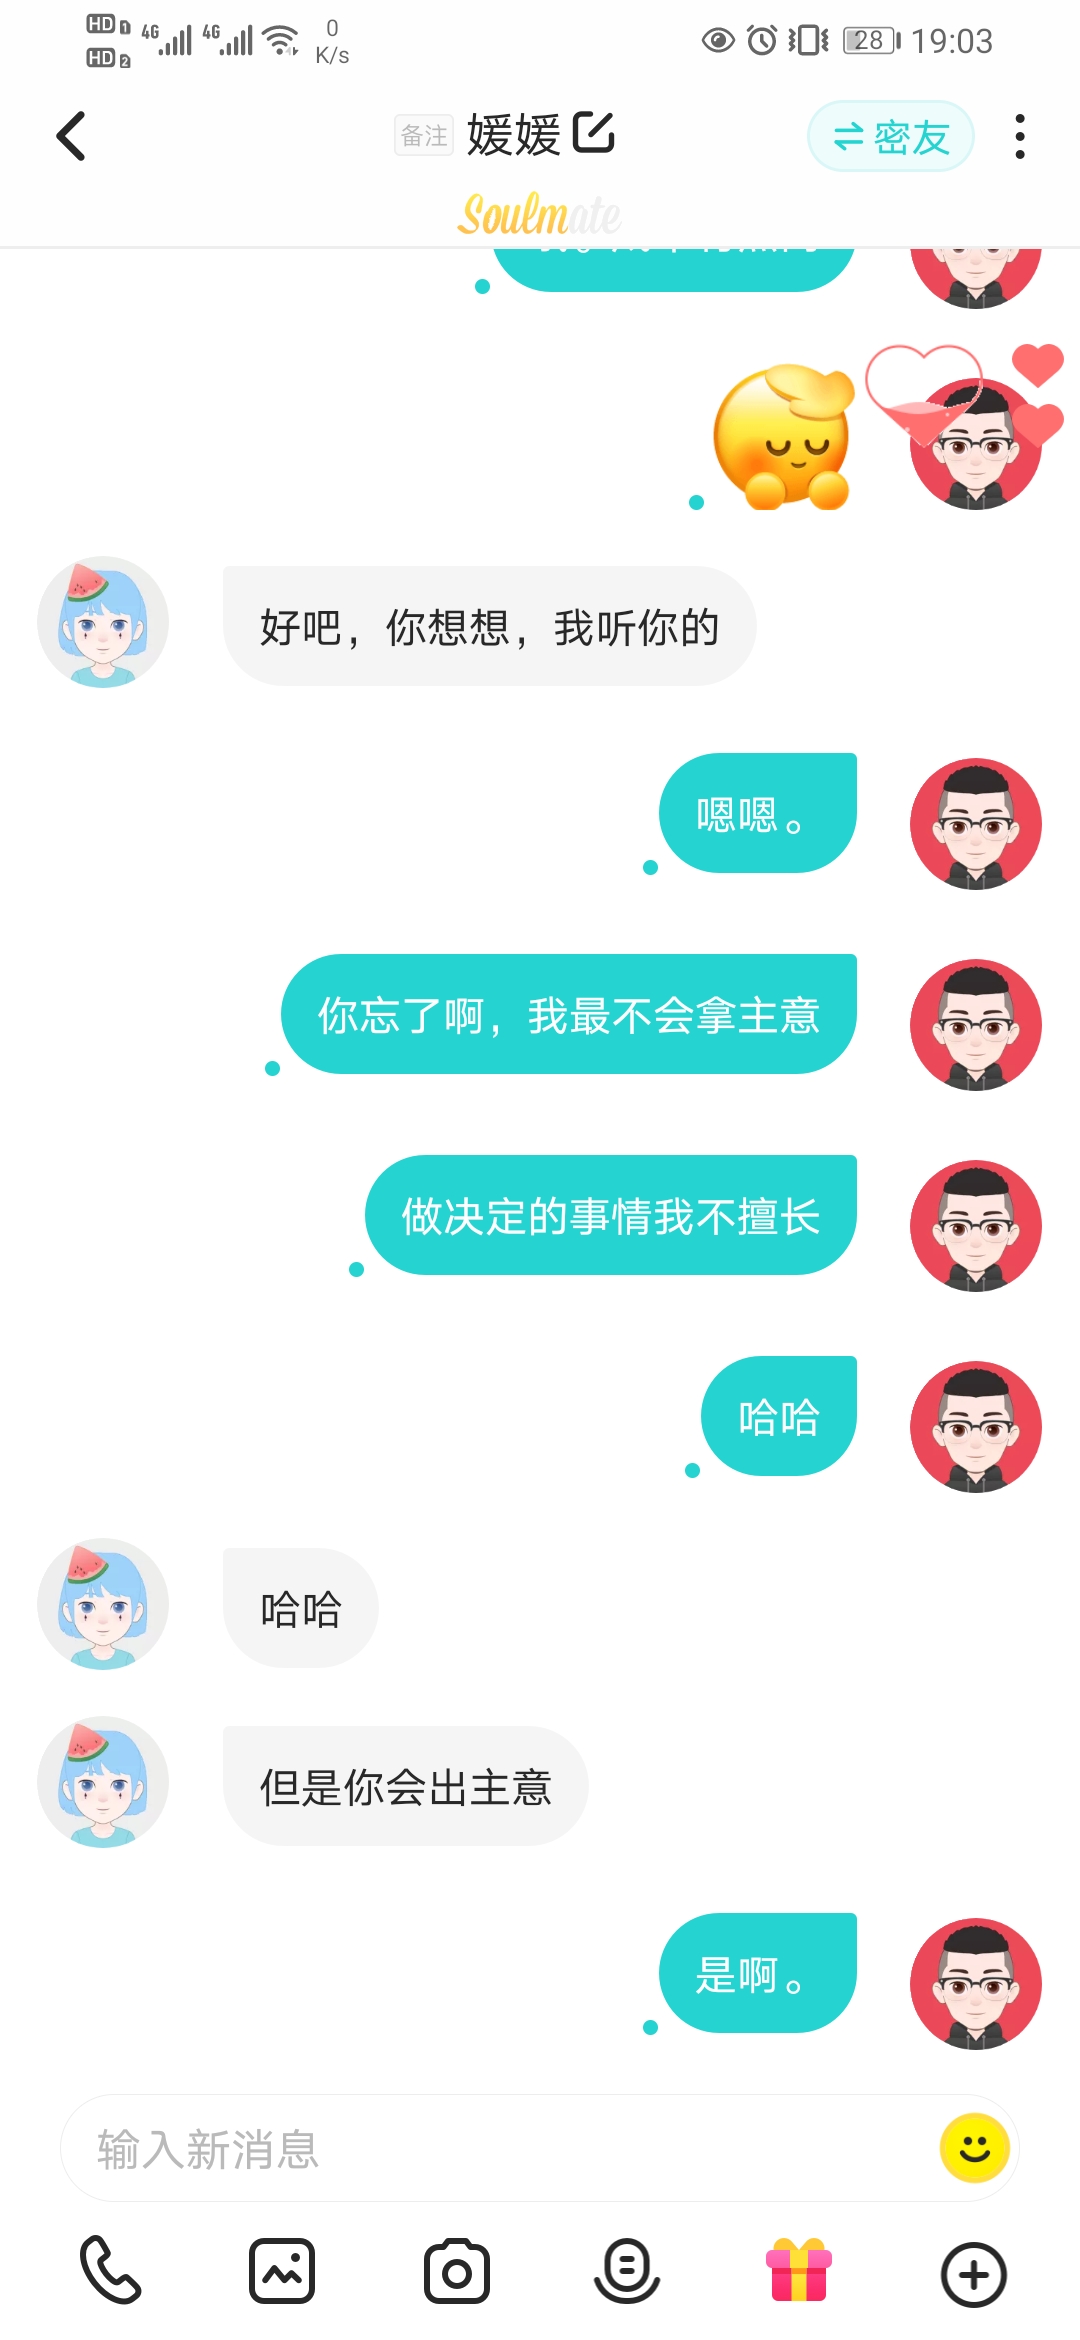 HD 1 4G 4G 0 K/s 28 19:03
HD 2
备注 媛媛 密友
Soulmate
好吧，你想想，我听你的
嗯嗯。
你忘了啊，我最不会拿主意
做决定的事情我不擅长
哈哈
哈哈
但是你会出主意
是啊。
输入新消息